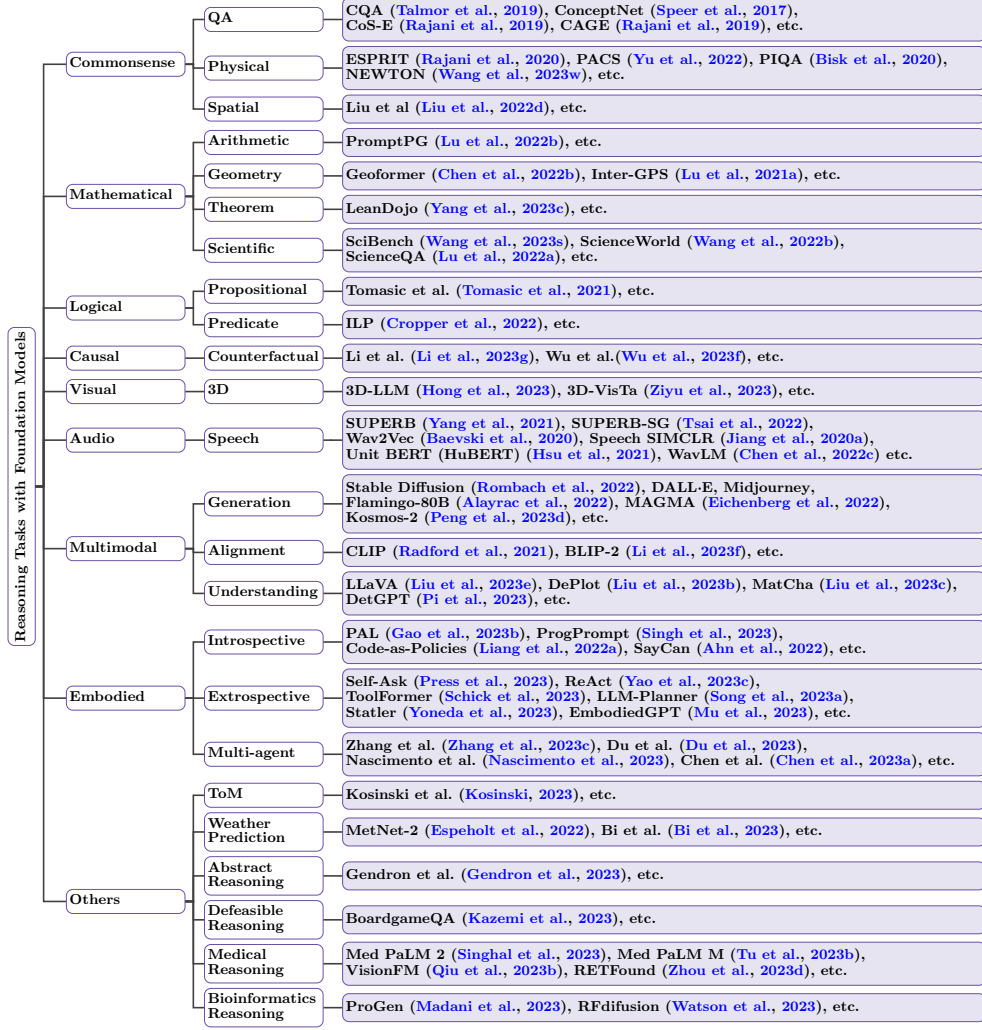 Reasoning Tasks with Foundation Models
Commonsense
QA
CQA (Talmor et al., 2019), ConceptNet (Speer et al., 2017),
CoS-E (Rajani et al., 2019), CAGE (Rajani et al., 2019), etc.
Physical
ESPRIT (Rajani et al., 2020), PACS (Yu et al., 2022), PIQA (Bisk et al., 2020),
NEWTON (Wang et al., 2023w), etc.
Spatial
Liu et al (Liu et al., 2022d), etc.
Mathematical
Arithmetic
PromptPG (Lu et al., 2022b), etc.
Geometry
Geoformer (Chen et al., 2022b), Inter-GPS (Lu et al., 2021a), etc.
Theorem
LeanDojo (Yang et al., 2023c), etc.
Scientific
SciBench (Wang et al., 2023s), ScienceWorld (Wang et al., 2022b),
ScienceQA (Lu et al., 2022a), etc.
Logical
Propositional
Tomasic et al. (Tomasic et al., 2021), etc.
Predicate
ILP (Cropper et al., 2022), etc.
Causal
Counterfactual
Li et al. (Li et al., 2023g), Wu et al.(Wu et al., 2023f), etc.
Visual
3D
3D-LLM (Hong et al., 2023), 3D-VisTa (Ziyu et al., 2023), etc.
Audio
Speech
SUPERB (Yang et al., 2021), SUPERB-SG (Tsai et al., 2022),
Wav2Vec (Baevski et al., 2020), Speech SIMCLR (Jiang et al., 2020a),
Unit BERT (HuBERT) (Hsu et al., 2021), WavLM (Chen et al., 2022c) etc.
Multimodal
Generation
Stable Diffusion (Rombach et al., 2022), DALL·E, Midjourney,
Flamingo-80B (Alayrac et al., 2022), MAGMA (Eichenberg et al., 2022),
Kosmos-2 (Peng et al., 2023d), etc.
Alignment
CLIP (Radford et al., 2021), BLIP-2 (Li et al., 2023f), etc.
Understanding
LLaVA (Liu et al., 2023e), DePlot (Liu et al., 2023b), MatCha (Liu et al., 2023c),
DetGPT (Pi et al., 2023), etc.
Embodied
Introspective
PAL (Gao et al., 2023b), ProgPrompt (Singh et al., 2023),
Code-as-Policies (Liang et al., 2022a), SayCan (Ahn et al., 2022), etc.
Extrospective
Self-Ask (Press et al., 2023), ReAct (Yao et al., 2023c),
ToolFormer (Schick et al., 2023), LLM-Planner (Song et al., 2023a),
Statler (Yoneda et al., 2023), EmbodiedGPT (Mu et al., 2023), etc.
Multi-agent
Zhang et al. (Zhang et al., 2023c), Du et al. (Du et al., 2023),
Nascimento et al. (Nascimento et al., 2023), Chen et al. (Chen et al., 2023a), etc.
Others
ToM
Kosinski et al. (Kosinski, 2023), etc.
Weather
Prediction
MetNet-2 (Espeholt et al., 2022), Bi et al. (Bi et al., 2023), etc.
Abstract
Reasoning
Gendron et al. (Gendron et al., 2023), etc.
Defeasible
Reasoning
BoardgameQA (Kazemi et al., 2023), etc.
Medical
Reasoning
Med PaLM 2 (Singhal et al., 2023), Med PaLM M (Tu et al., 2023b),
VisionFM (Qiu et al., 2023b), RETFound (Zhou et al., 2023d), etc.
Bioinformatics
Reasoning
ProGen (Madani et al., 2023), RFdifusion (Watson et al., 2023), etc.